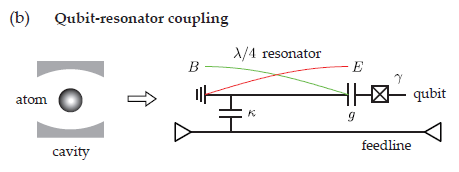 (b) Qubit-resonator coupling
λ/4 resonator
B
E
γ
atom
qubit
κ
g
feedline
cavity